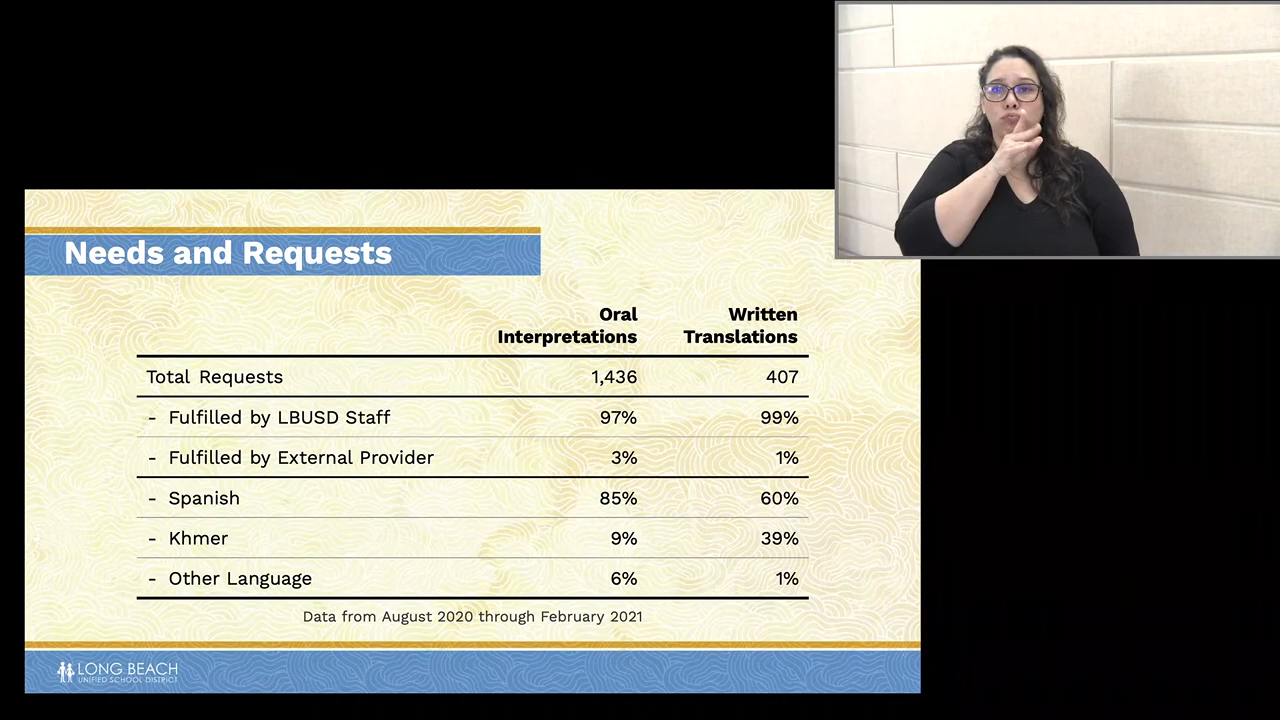 Needs and Requests
Oral Interpretations Written Translations
Total Requests 1,436 407
- Fulfilled by LBUSD Staff 97% 99%
- Fulfilled by External Provider 3% 1%
- Spanish 85% 60%
- Khmer 9% 39%
- Other Language 6% 1%
Data from August 2020 through February 2021
LONG BEACH
UNIFIED SCHOOL DISTRICT